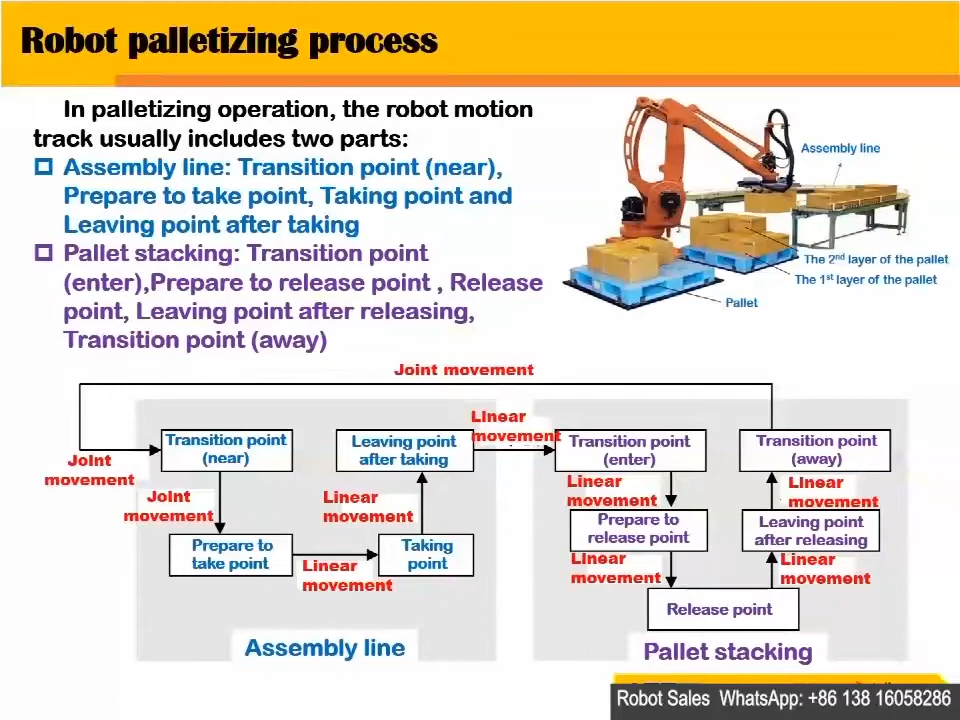 Robot palletizing process
In palletizing operation, the robot motion
track usually includes two parts:
Assembly line: Transition point (near),
Prepare to take point, Taking point and
Leaving point after taking
Pallet stacking: Transition point
(enter),Prepare to release point , Release
point, Leaving point after releasing,
Transition point (away)
Assembly line
The 2nd layer of the pallet
The 1st layer of the pallet
Pallet
Joint movement
Joint
movement
Transition point
(near)
Joint
movement
Prepare to
take point
Linear
movement
Taking
point
Linear
movement
Leaving point
after taking
Linear
movement
Transition point
(enter)
Linear
movement
Prepare to
release point
Linear
movement
Release point
Linear
movement
Leaving point
after releasing
Linear
movement
Transition point
(away)
Assembly line
Pallet stacking
Robot Sales WhatsApp: +86 138 16058286